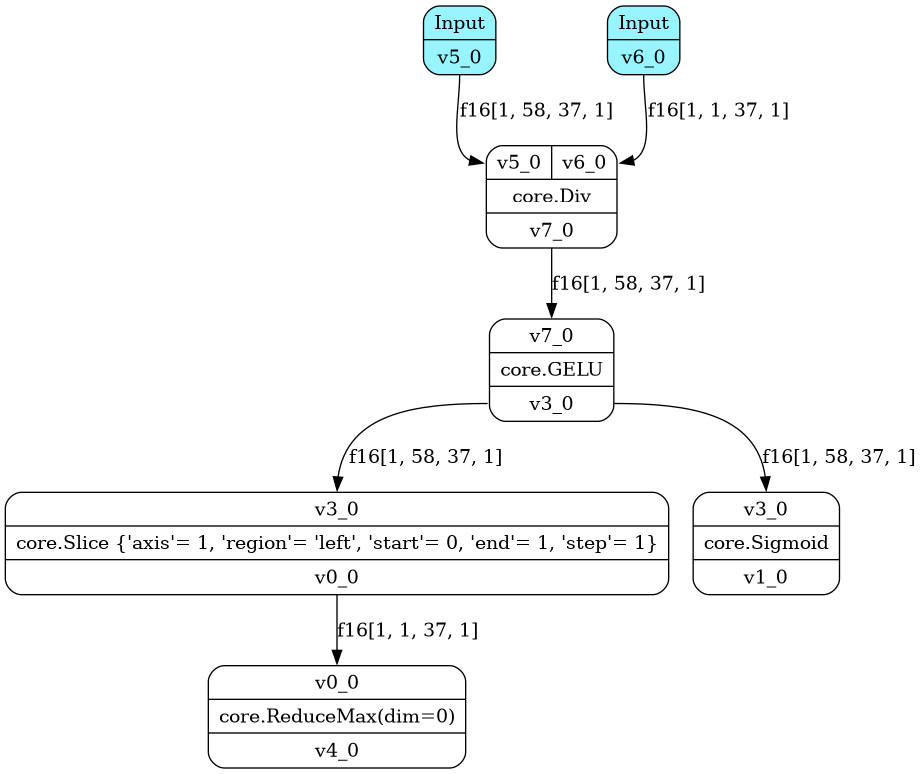 Input
v5_0
Input
v6_0
f16[1, 58, 37, 1]
f16[1, 1, 37, 1]
v5_0
v6_0
core.Div
v7_0
f16[1, 58, 37, 1]
v7_0
core.GELU
v3_0
f16[1, 58, 37, 1]
f16[1, 58, 37, 1]
v3_0
core.Slice {'axis'= 1, 'region'= 'left', 'start'= 0, 'end'= 1, 'step'= 1}
v0_0
v3_0
core.Sigmoid
v1_0
f16[1, 1, 37, 1]
v0_0
core.ReduceMax(dim=0)
v4_0